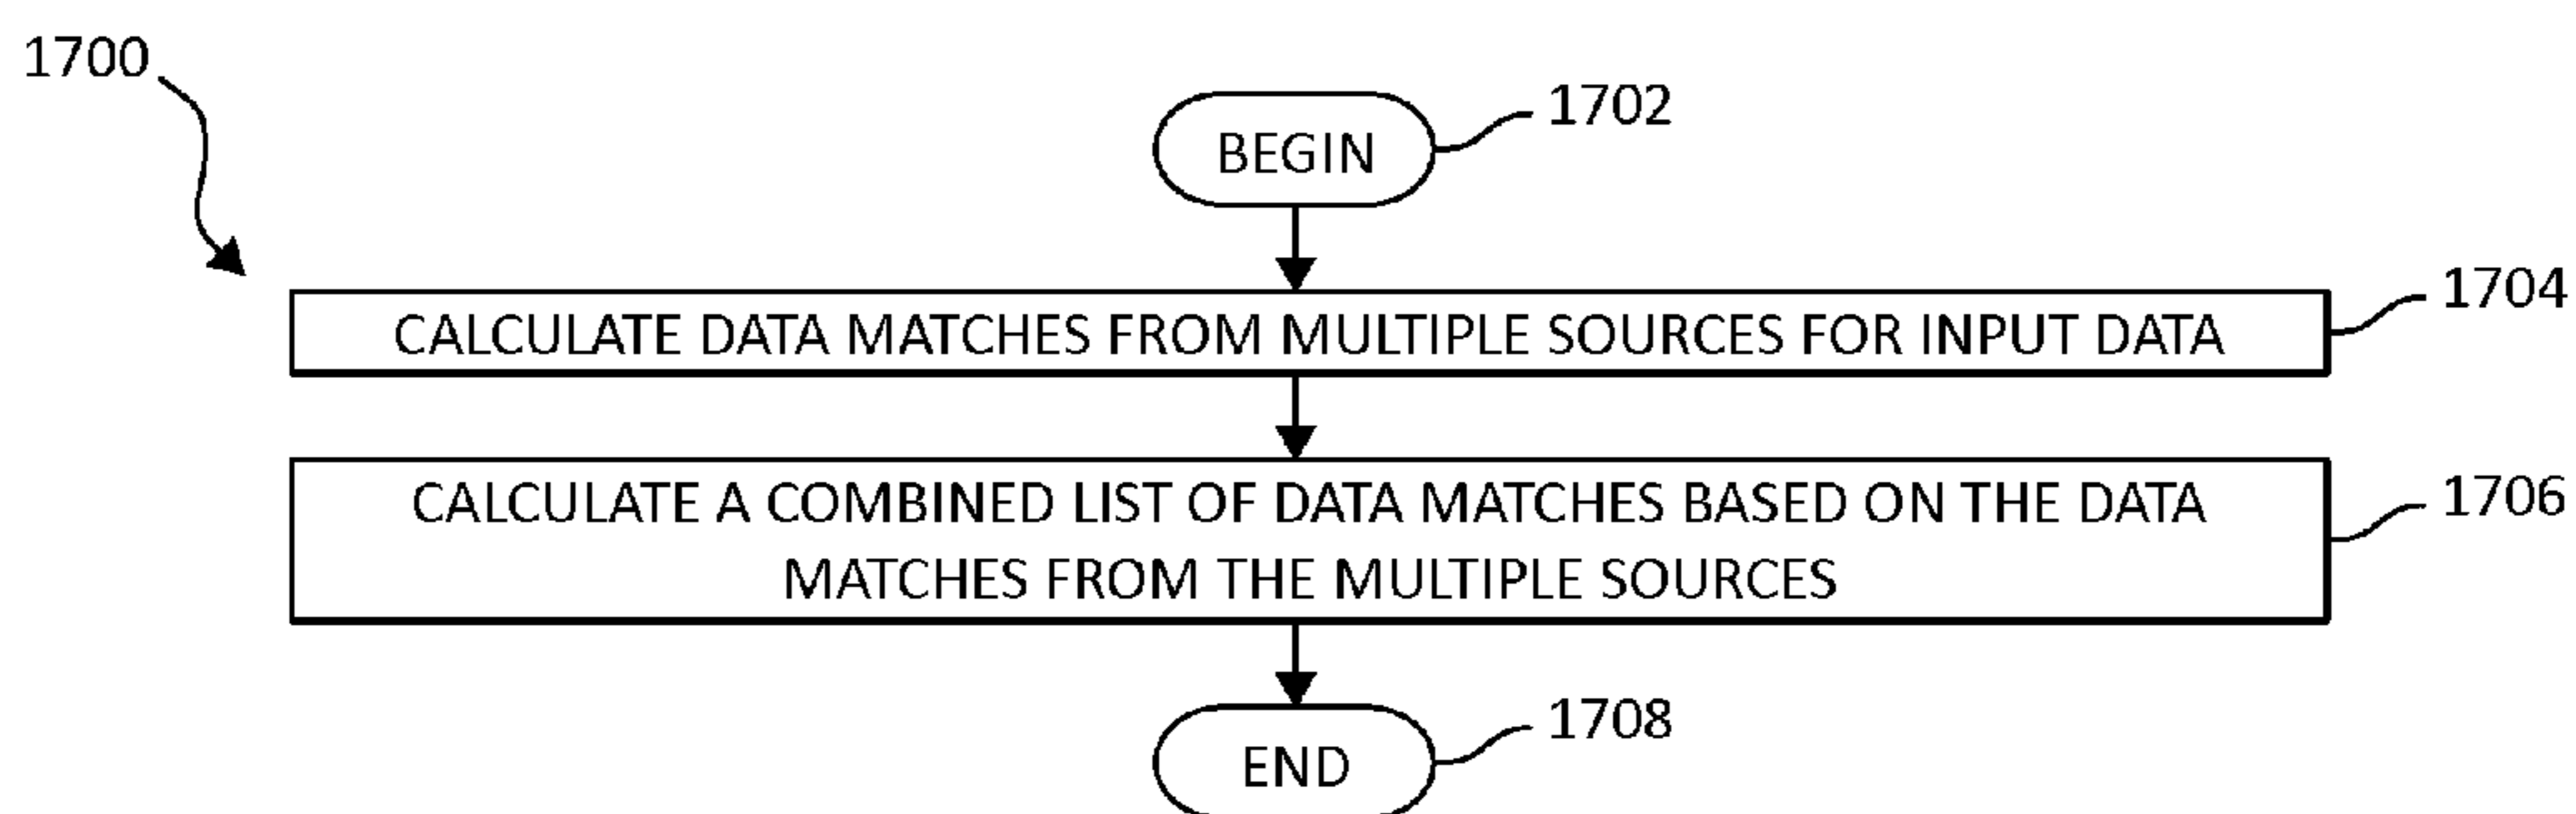 1700
1702
BEGIN
1704
CALCULATE DATA MATCHES FROM MULTIPLE SOURCES FOR INPUT DATA
CALCULATE A COMBINED LIST OF DATA MATCHES BASED ON THE DATA
1706
MATCHES FROM THE MULTIPLE SOURCES
1708
END